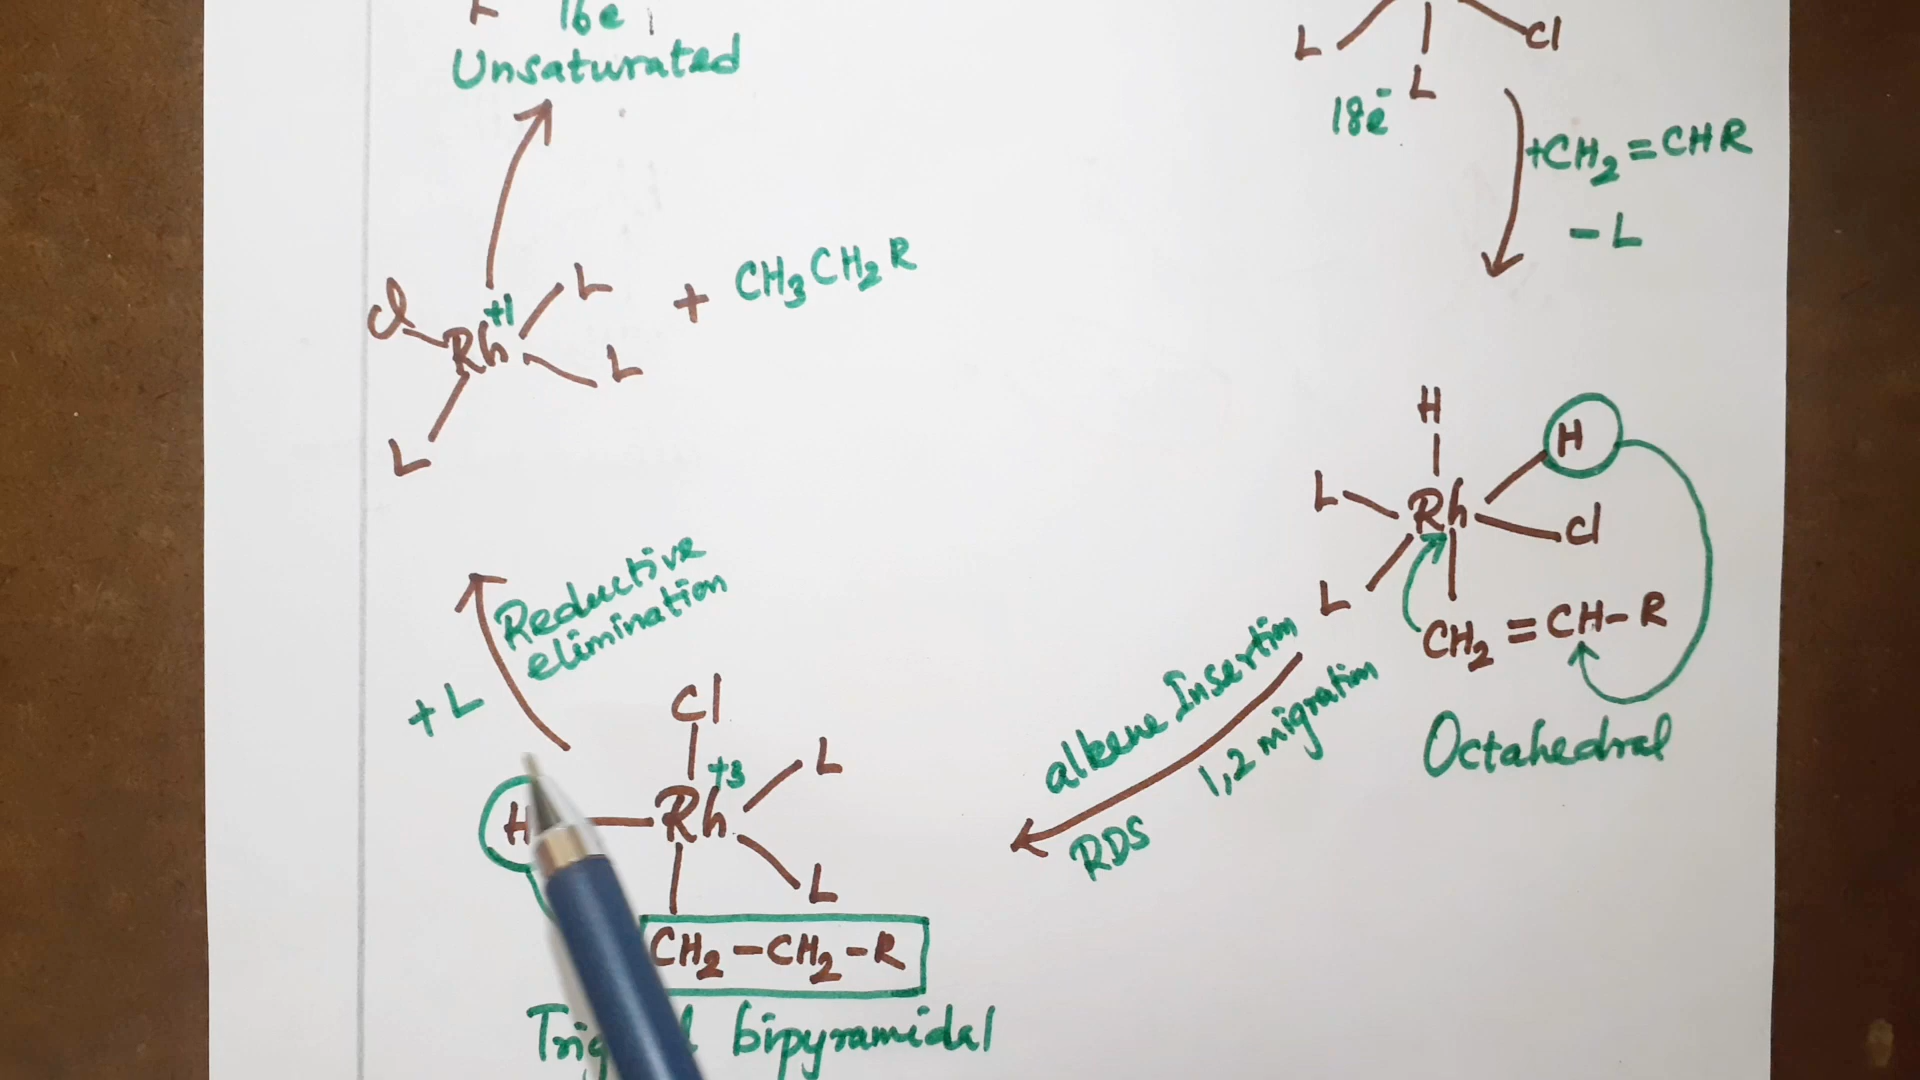 L 16e
Unsaturated
L Cl
L
18e⁻
+CH₂=CHR
- L
Cl Rh +1 L
L
L
+ CH₃CH₂R
H
H
L Rh Cl
L
CH₂=CH-R
Octahedral
alkene Insertion
1,2 migration
RDS
Reductive
elimination
+ L
Cl
+3 L
H Rh
L
CH₂-CH₂-R
bipyramidal